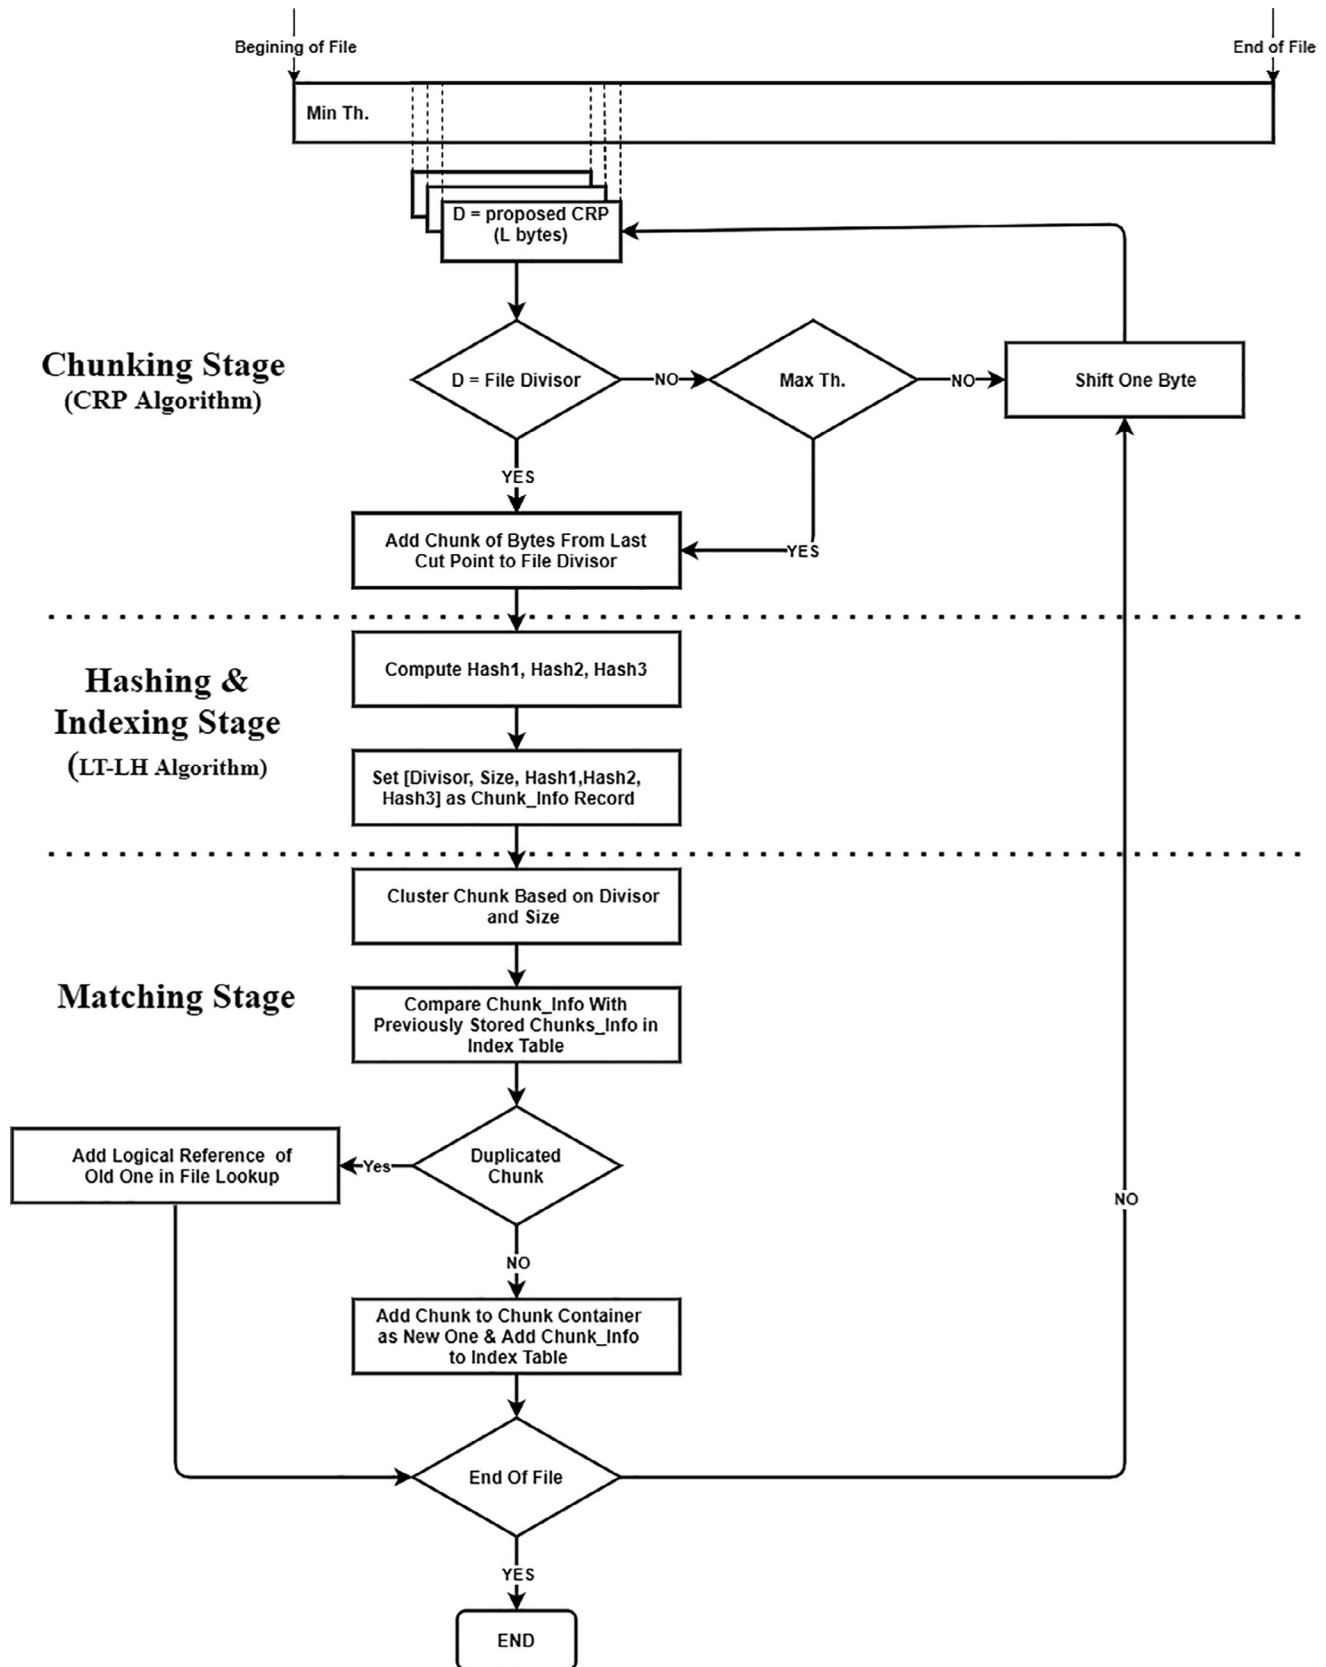 Begining of File
End of File
Min Th.
D = proposed CRP
(L bytes)
Chunking Stage
(CRP Algorithm)
D = File Divisor
NO
Max Th.
NO
Shift One Byte
YES
Add Chunk of Bytes From Last
Cut Point to File Divisor
YES
Hashing &
Indexing Stage
(LT-LH Algorithm)
Compute Hash1, Hash2, Hash3
Set [Divisor, Size, Hash1,Hash2,
Hash3] as Chunk_Info Record
Cluster Chunk Based on Divisor
and Size
Matching Stage
Compare Chunk_Info With
Previously Stored Chunks_Info in
Index Table
Add Logical Reference of
Old One in File Lookup
Yes
Duplicated
Chunk
NO
NO
Add Chunk to Chunk Container
as New One & Add Chunk_Info
to Index Table
End Of File
YES
END